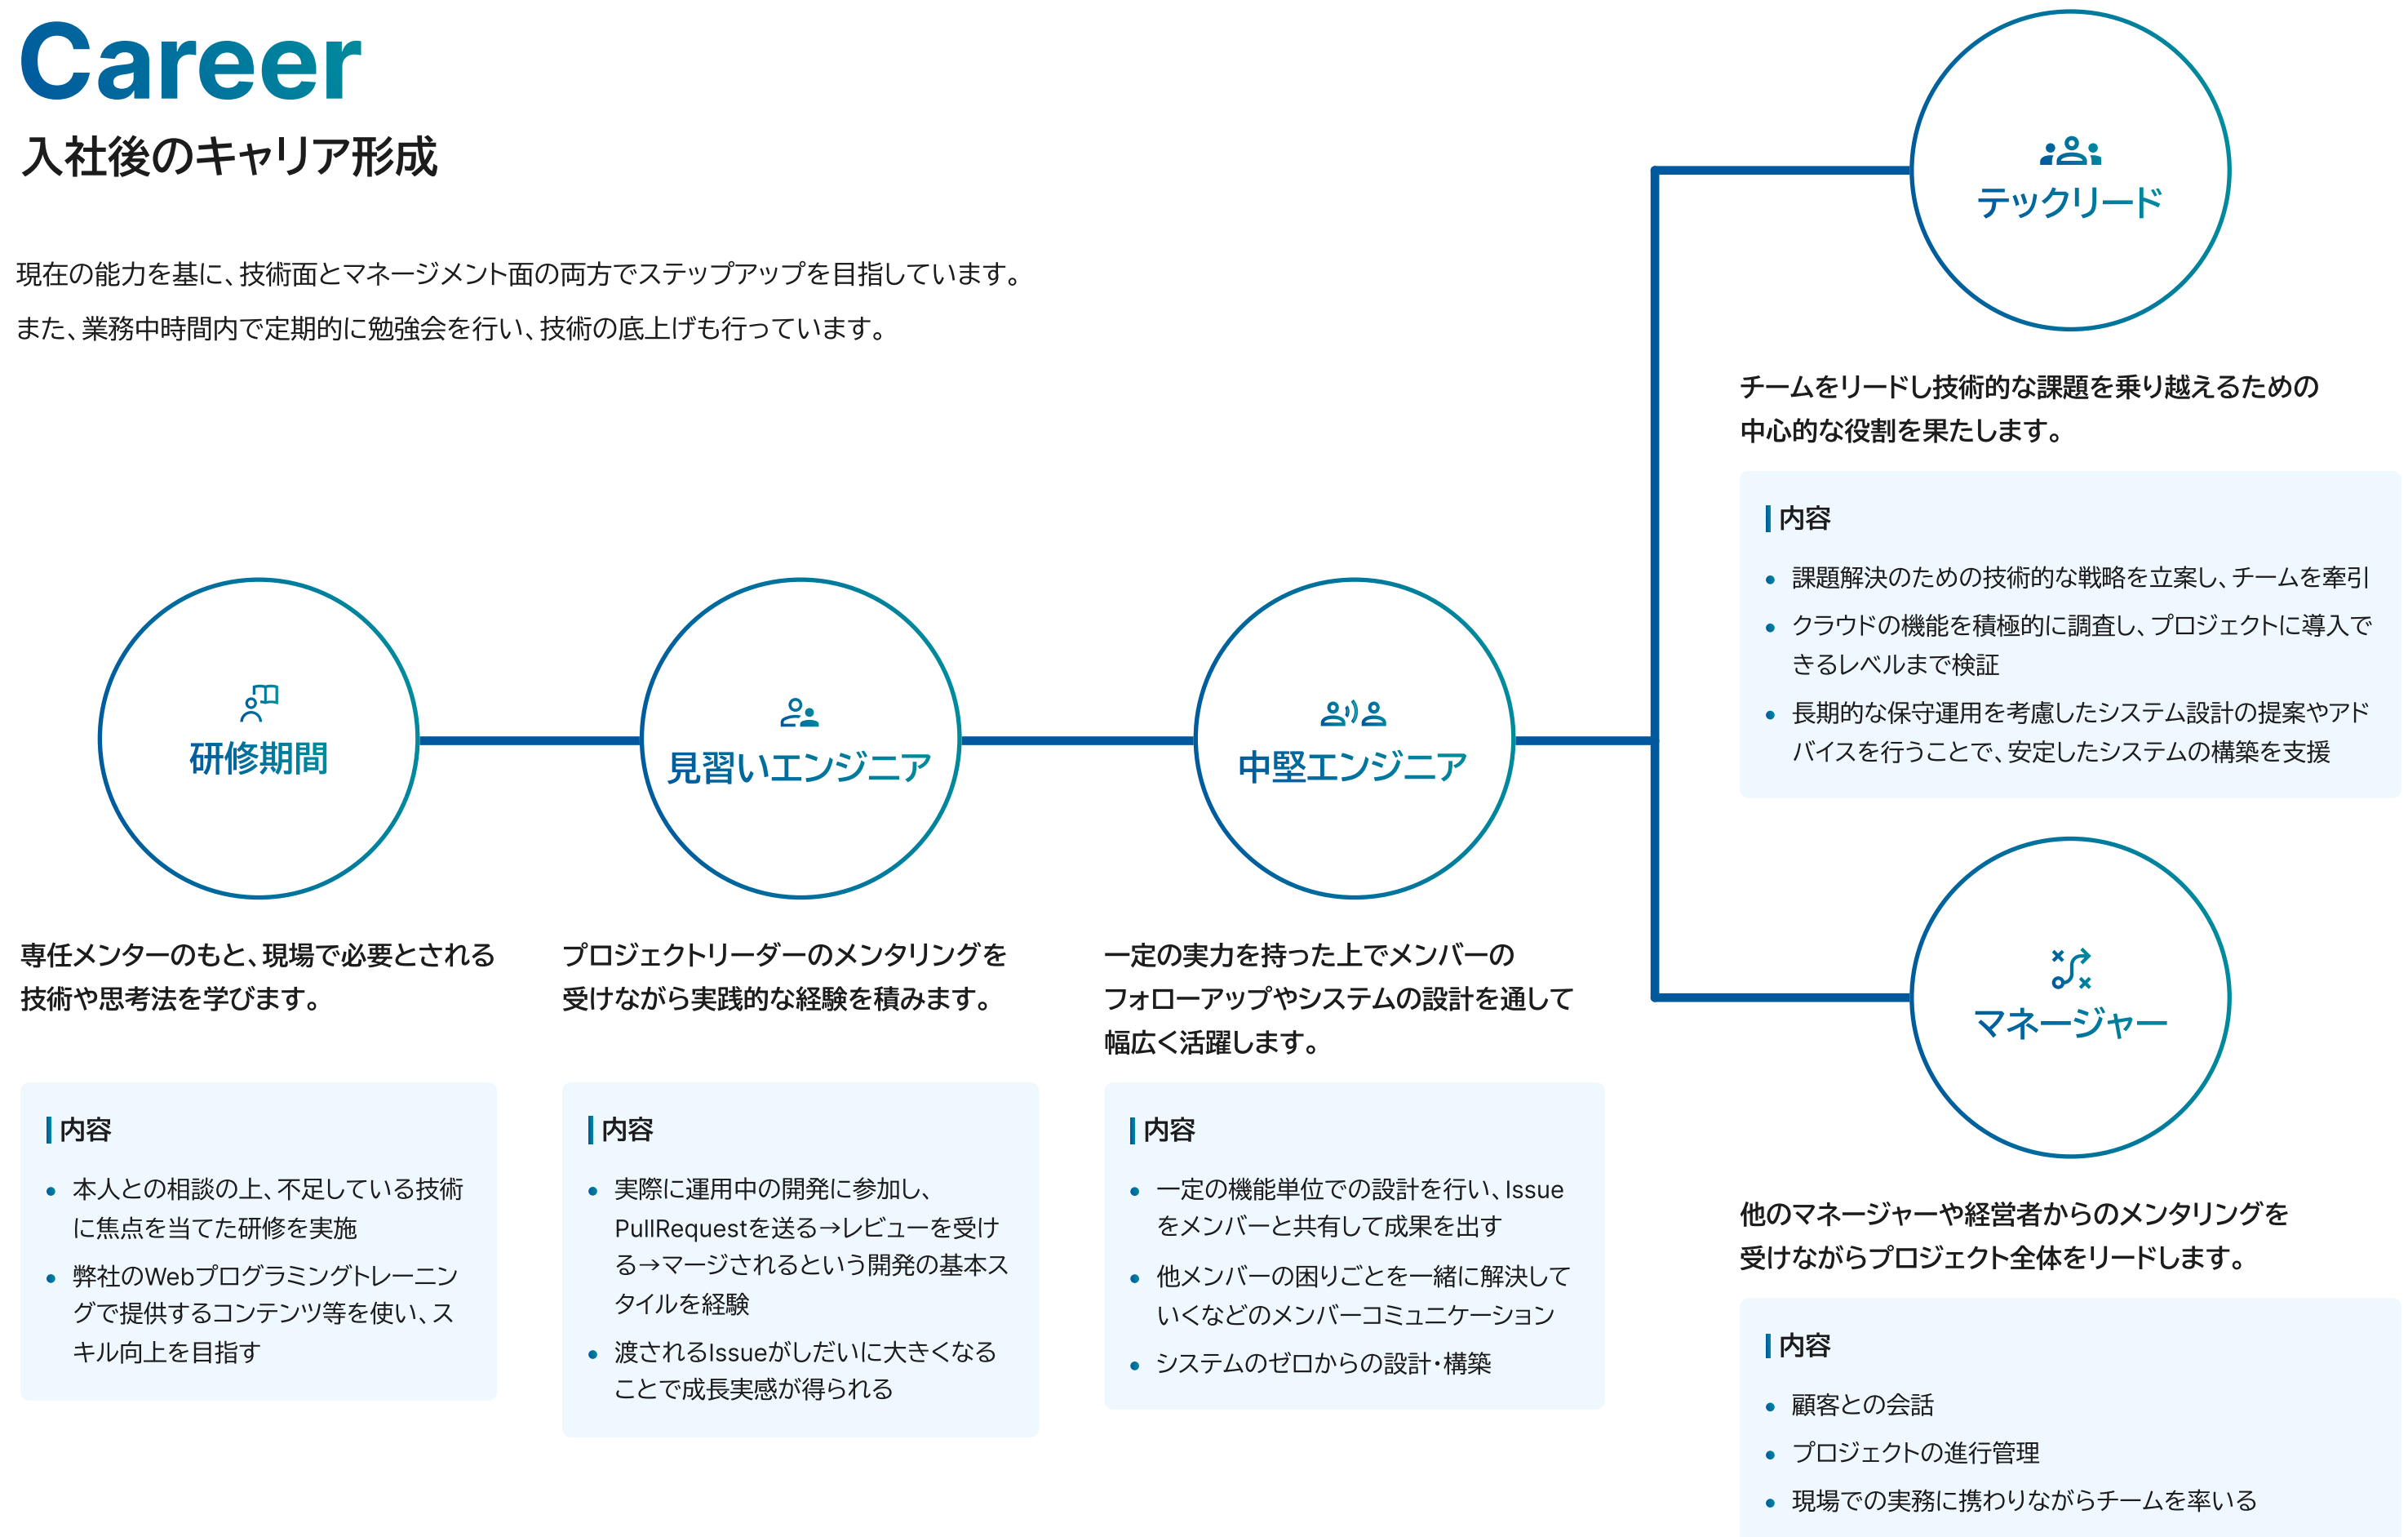 Career
入社後のキャリア形成
現在の能力を基に、技術面とマネージメント面の両方でステップアップを目指しています。
また、業務中時間内で定期的に勉強会を行い、技術の底上げも行っています。
研修期間
専任メンターのもと、現場で必要とされる
技術や思考法を学びます。
内容
• 本人との相談の上、不足している技術
に焦点を当てた研修を実施
• 弊社のWebプログラミングトレーニン
グで提供するコンテンツ等を使い、ス
キル向上を目指す
見習いエンジニア
プロジェクトリーダーのメンタリングを
受けながら実践的な経験を積みます。
内容
• 実際に運用中の開発に参加し、
PullRequestを送る→レビューを受け
る→マージされるという開発の基本ス
タイルを経験
• 渡されるIssueがしだいに大きくなる
ことで成長実感が得られる
中堅エンジニア
一定の実力を持った上でメンバーの
フォローアップやシステムの設計を通して
幅広く活躍します。
内容
• 一定の機能単位での設計を行い、Issue
をメンバーと共有して成果を出す
• 他メンバーの困りごとを一緒に解決して
いくなどのメンバーコミュニケーション
• システムのゼロからの設計・構築
テックリード
チームをリードし技術的な課題を乗り越えるための
中心的な役割を果たします。
内容
• 課題解決のための技術的な戦略を立案し、チームを牽引
• クラウドの機能を積極的に調査し、プロジェクトに導入で
きるレベルまで検証
• 長期的な保守運用を考慮したシステム設計の提案やアド
バイスを行うことで、安定したシステムの構築を支援
マネージャー
他のマネージャーや経営者からのメンタリングを
受けながらプロジェクト全体をリードします。
内容
• 顧客との会話
• プロジェクトの進行管理
• 現場での実務に携わりながらチームを率いる